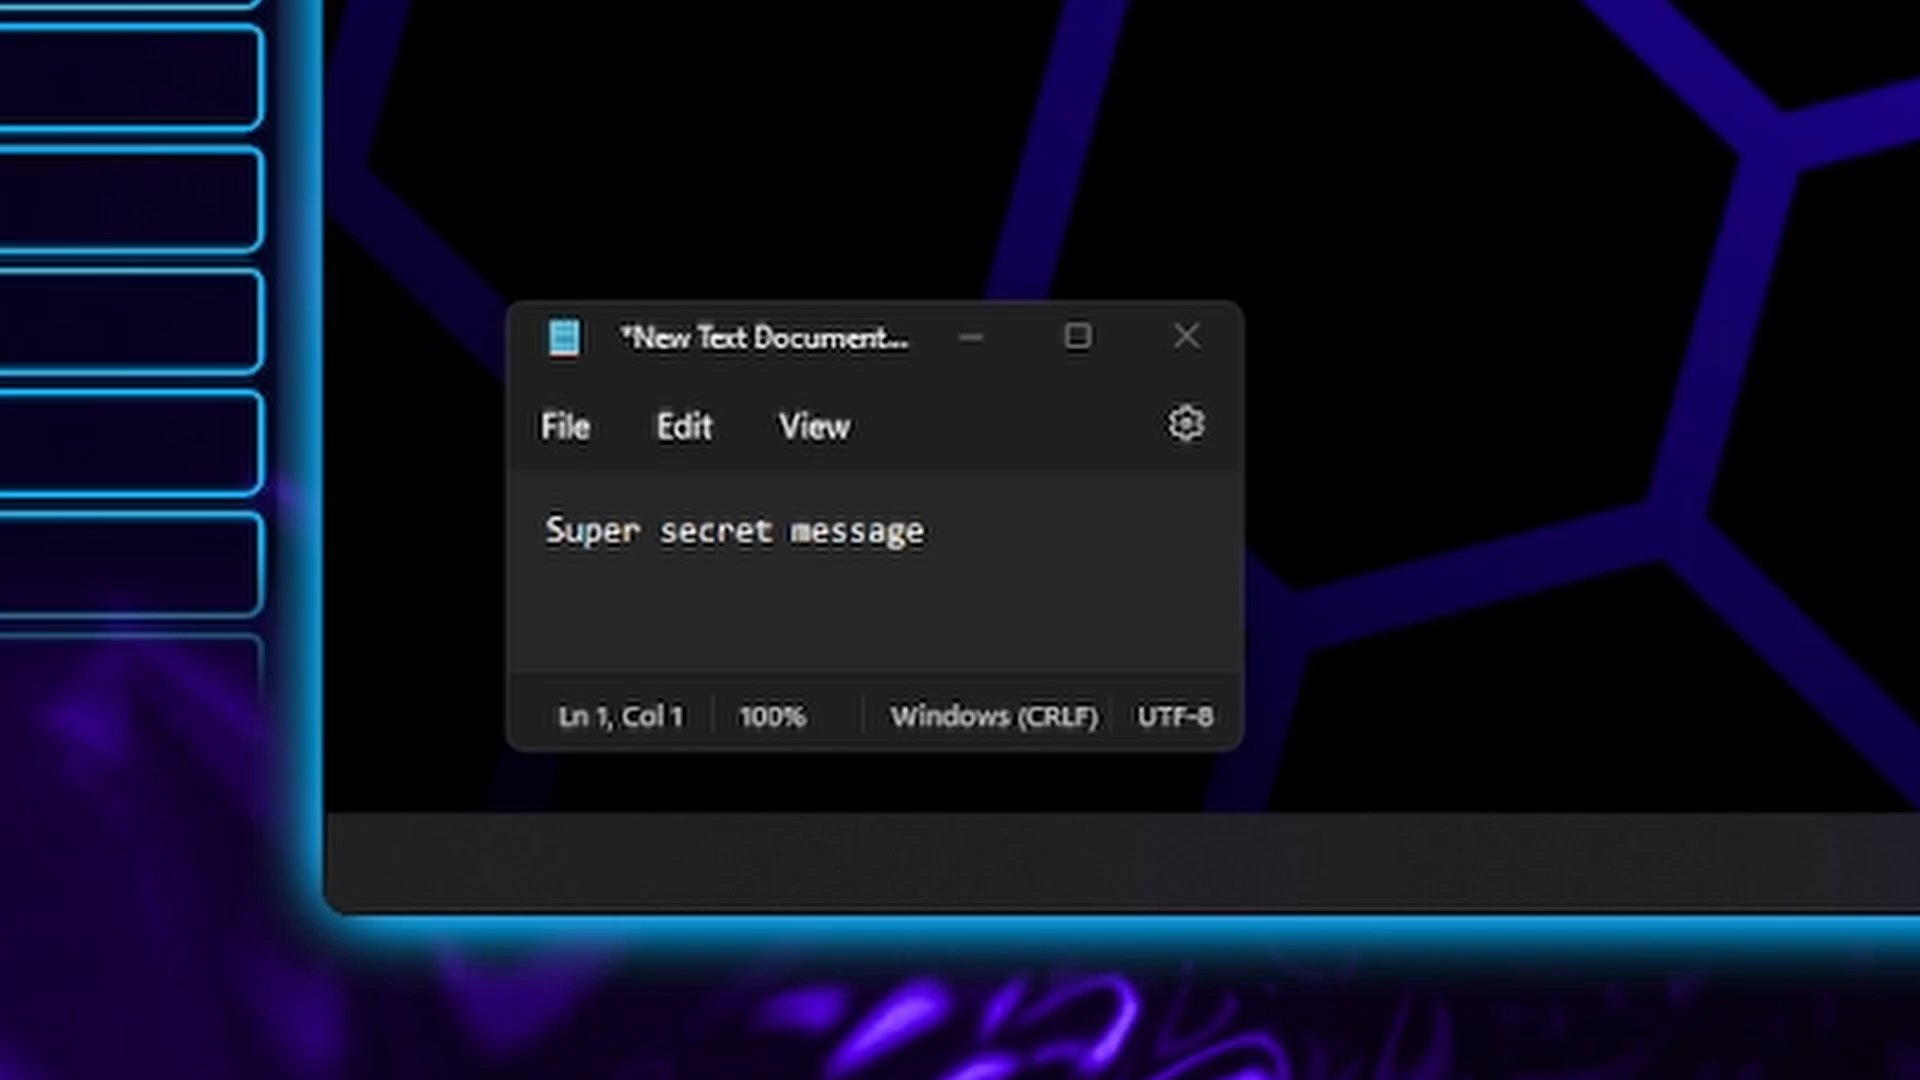 *New Text Document...
File Edit View
Super secret message
Ln 1, Col 1 100% Windows (CRLF) UTF-8